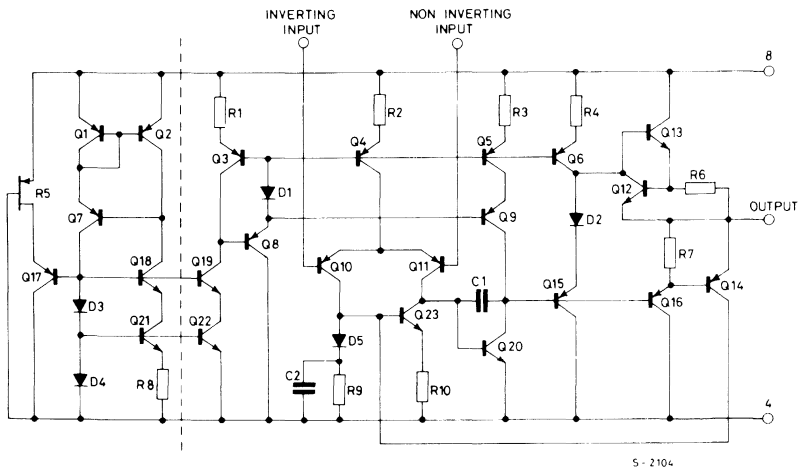 INVERTING
INPUT
NON INVERTING
INPUT
8
R1
R2
R3
R4
Q13
Q1
Q2
Q3
Q4
Q5
Q6
R5
D1
Q12
R6
OUTPUT
Q7
Q8
Q9
D2
R7
Q17
Q18
Q19
Q10
Q11
C1
Q15
Q16
Q14
D3
Q21
Q22
Q23
Q20
D5
D4
R8
C2
R9
R10
4
S-2104